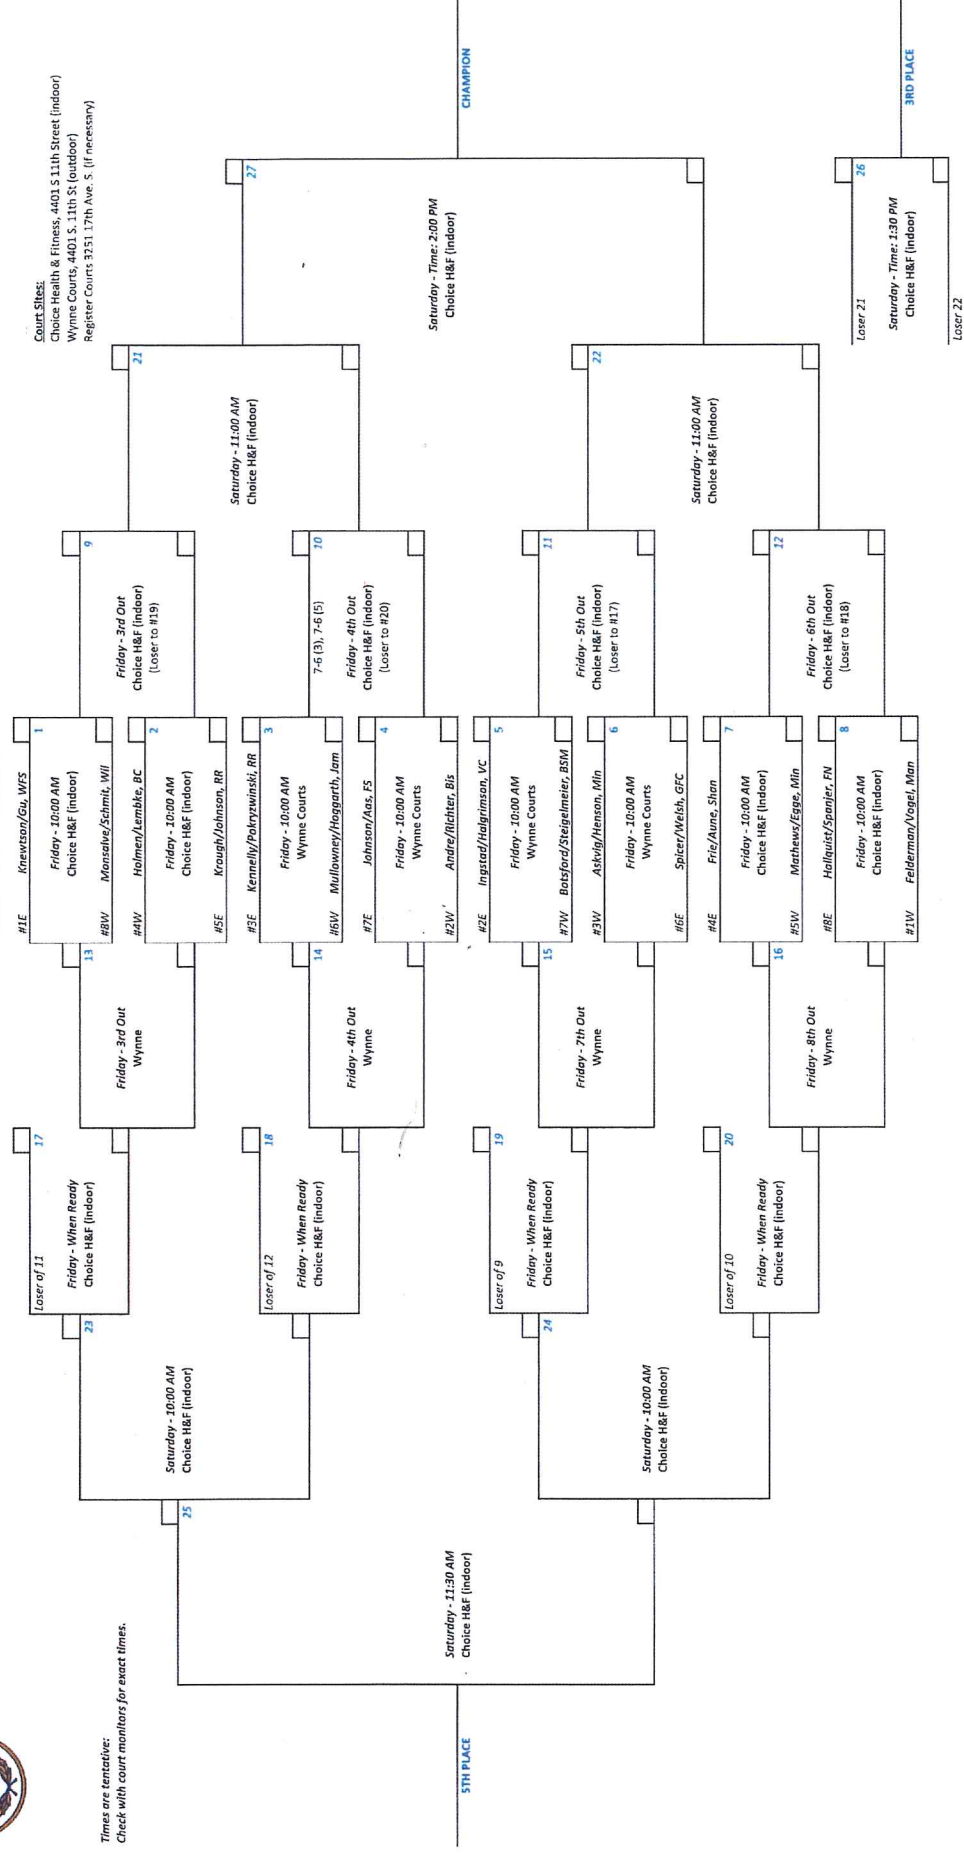 Court Sites:
Choice Health & Fitness, 4401 S 11th Street (indoor)
Wynne Courts, 4401 S. 11th St (outdoor)
Register Courts 3251 17th Ave. S. (if necessary)
Times are tentative:
Check with court monitors for exact times.
#1E Knewtson/Gu, WFS
1
Friday - 10:00 AM
Choice H&F (indoor)
#8W Monsalve/Schmit, Wil
#4W Holmen/Lembke, BC
2
Friday - 10:00 AM
Choice H&F (indoor)
#5E Krough/Johnson, RR
#3E Kennelly/Pokrzwinski, RR
3
Friday - 10:00 AM
Wynne Courts
#6W Mullowney/Hoggarth, Jam
#7E Johnson/Aas, FS
4
Friday - 10:00 AM
Wynne Courts
#2W Andre/Richter, Bis
#2E Ingstad/Halgrimson, VC
5
Friday - 10:00 AM
Wynne Courts
#7W Botsford/Steigelmeier, BSM
#3W Askvig/Henson, Min
6
Friday - 10:00 AM
Wynne Courts
#6E Spicer/Welsh, GFC
#4E Frie/Aune, Shan
7
Friday - 10:00 AM
Choice H&F (Indoor)
#5W Mathews/Egge, Min
#8E Hallquist/Spanjer, FN
8
Friday - 10:00 AM
Choice H&F (indoor)
#1W Felderman/Vogel, Man
9
Friday - 3rd Out
Choice H&F (indoor)
(Loser to #19)
10
7-6 (3), 7-6 (5)
Friday - 4th Out
Choice H&F (indoor)
(Loser to #20)
11
Friday - 5th Out
Choice H&F (indoor)
(Loser to #17)
12
Friday - 6th Out
Choice H&F (indoor)
(Loser to #18)
21
Saturday - 11:00 AM
Choice H&F (indoor)
22
Saturday - 11:00 AM
Choice H&F (indoor)
27
Saturday - Time: 2:00 PM
Choice H&F (indoor)
CHAMPION
Loser 21
26
Saturday - Time: 1:30 PM
Choice H&F (indoor)
Loser 22
3RD PLACE
13
Friday - 3rd Out
Wynne
14
Friday - 4th Out
Wynne
15
Friday - 7th Out
Wynne
16
Friday - 8th Out
Wynne
17
Loser of 11
Friday - When Ready
Choice H&F (indoor)
18
Loser of 12
Friday - When Ready
Choice H&F (indoor)
19
Loser of 9
Friday - When Ready
Choice H&F (indoor)
20
Loser of 10
Friday - When Ready
Choice H&F (indoor)
23
Saturday - 10:00 AM
Choice H&F (indoor)
24
Saturday - 10:00 AM
Choice H&F (indoor)
25
Saturday - 11:30 AM
Choice H&F (indoor)
5TH PLACE